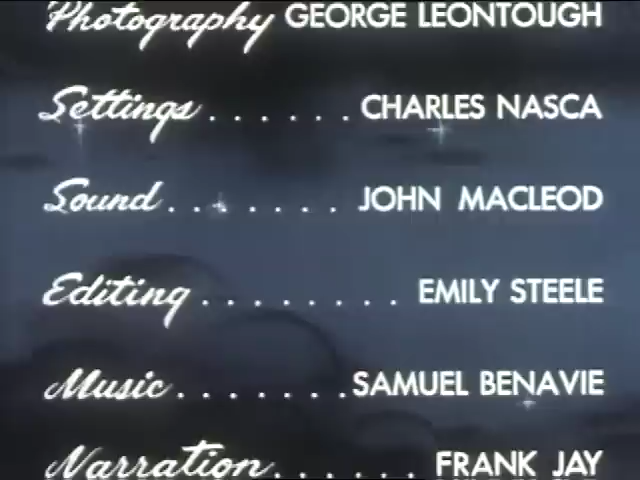 Photography GEORGE LEONTOUGH
Settings . . . . . . CHARLES NASCA
Sound . . . . . . . JOHN MACLEOD
Editing . . . . . . . . EMILY STEELE
Music . . . . . . . SAMUEL BENAVIE
Narration . . . . . . FRANK JAY